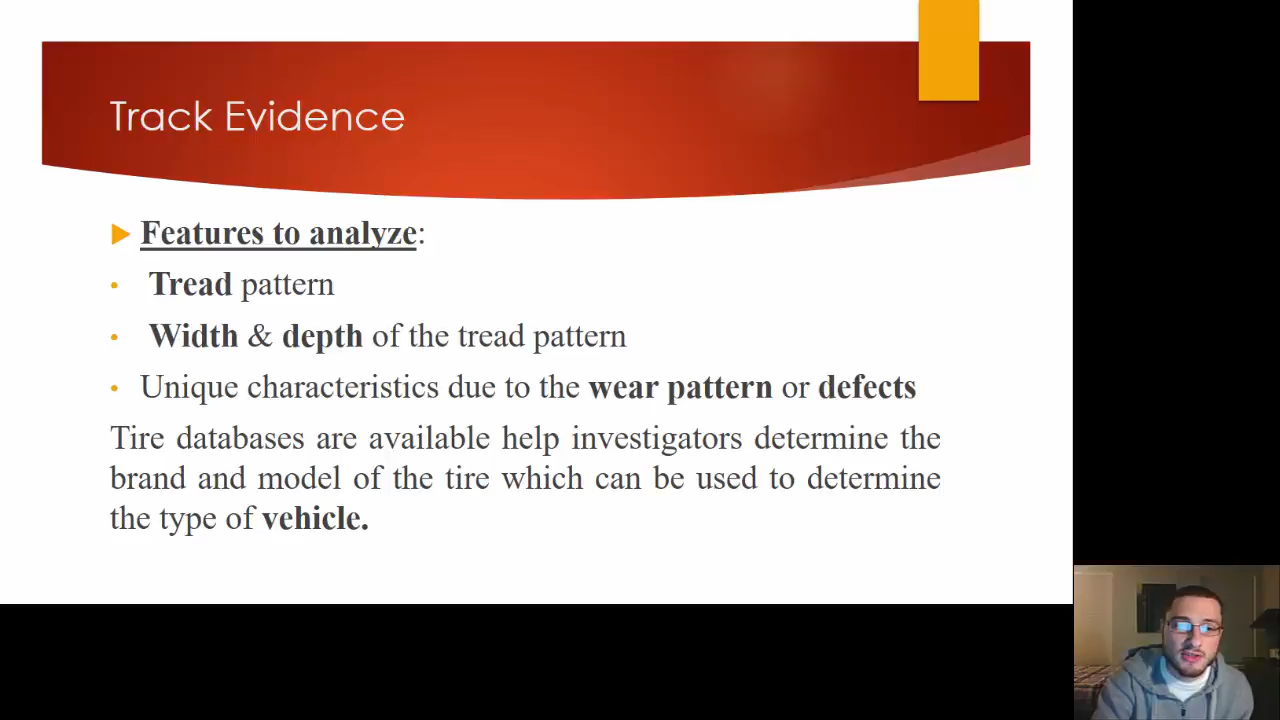 Track Evidence
Features to analyze:
Tread pattern
Width & depth of the tread pattern
Unique characteristics due to the wear pattern or defects
Tire databases are available help investigators determine the
brand and model of the tire which can be used to determine
the type of vehicle.